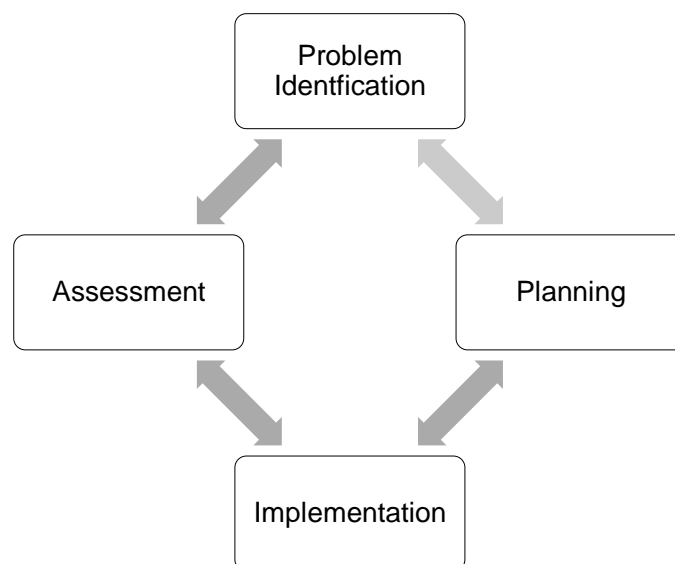 Problem
Identfication
Assessment
Planning
Implementation